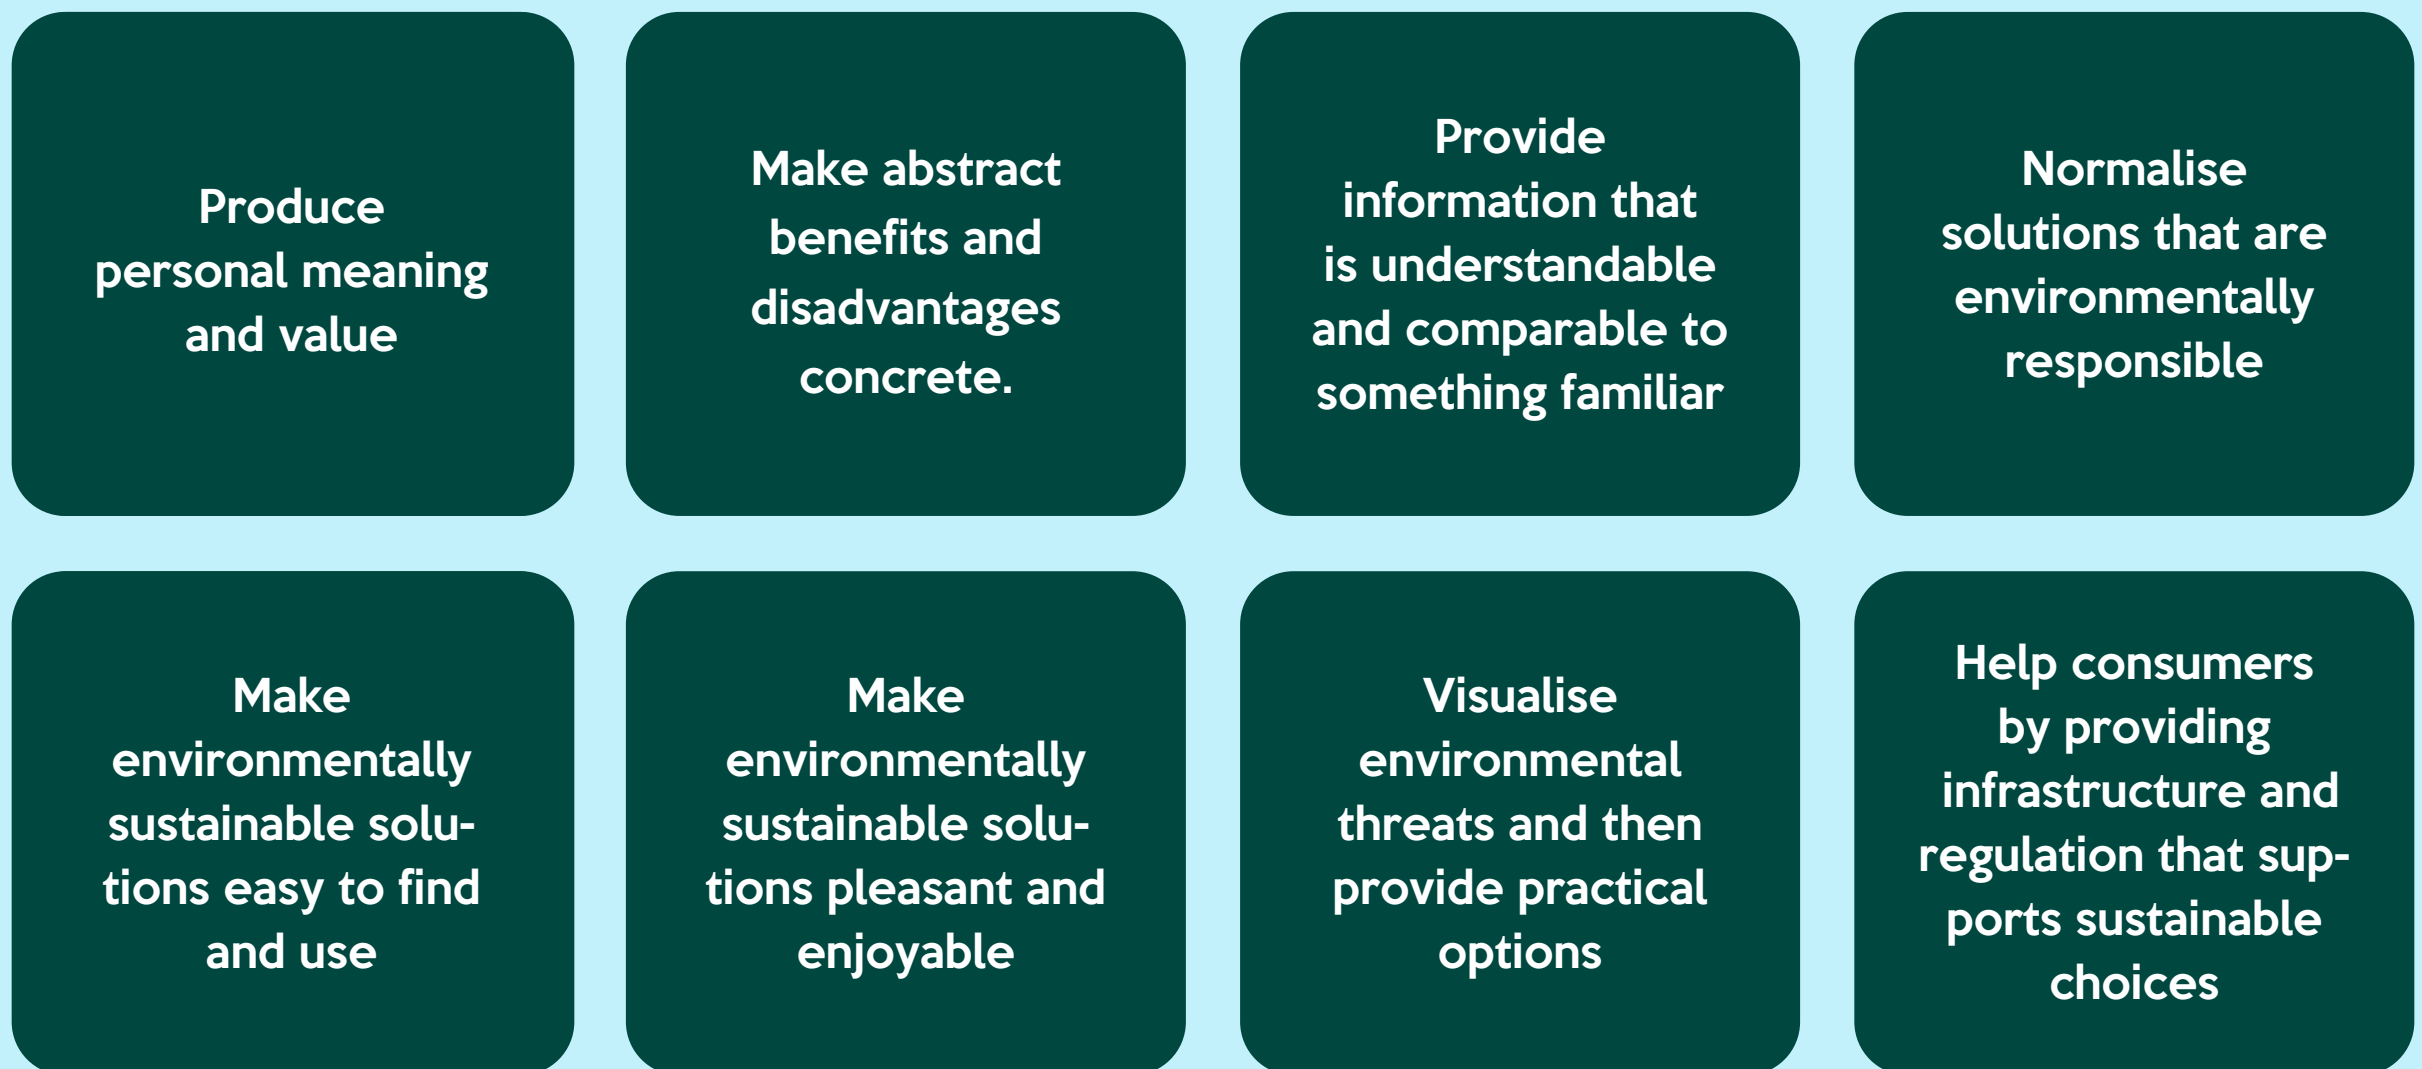 Produce
personal meaning
and value
Make abstract
benefits and
disadvantages
concrete.
Provide
information that
is understandable
and comparable to
something familiar
Normalise
solutions that are
environmentally
responsible
Make
environmentally
sustainable solu-
tions easy to find
and use
Make
environmentally
sustainable solu-
tions pleasant and
enjoyable
Visualise
environmental
threats and then
provide practical
options
Help consumers
by providing
infrastructure and
regulation that sup-
ports sustainable
choices